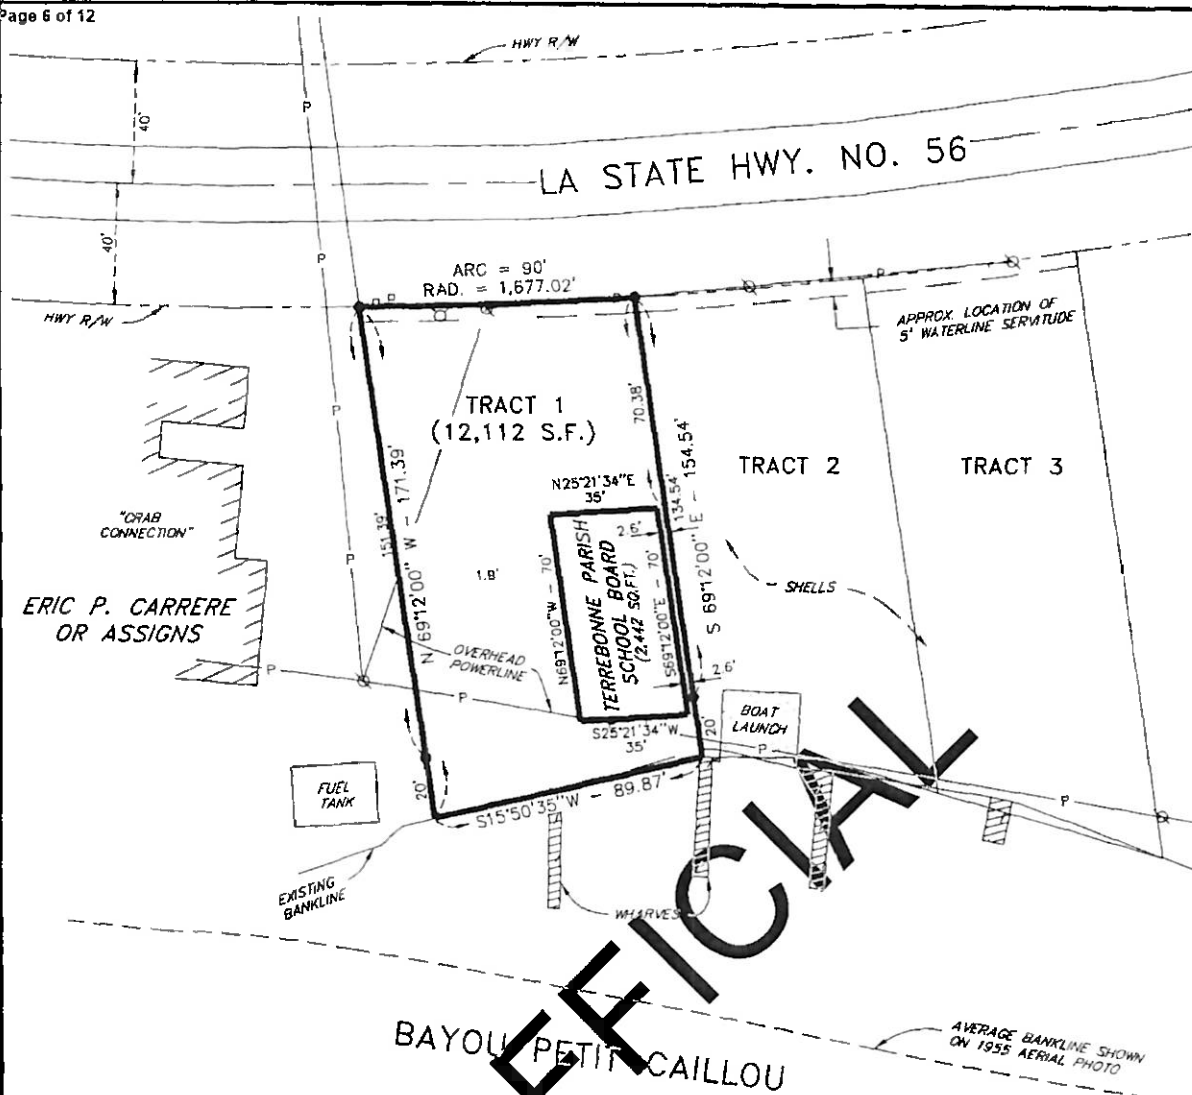 Page 6 of 12
HWY R/W
40'
P
LA STATE HWY. NO. 56
40'
P
ARC = 90'
RAD. = 1,677.02'
P
P
P
HWY R/W
APPROX. LOCATION OF
5' WATERLINE SERVITUDE
P
TRACT 1
(12,112 S.F.)
70.38'
TRACT 2
TRACT 3
N 69°12'00" W - 171.39'
151.39'
S 69°12'00" E - 154.54'
134.54'
N25°21'34"E
35'
"CRAB
CONNECTION"
P
2.6'
1.8'
N69°12'00"W - 70'
TERREBONNE PARISH
SCHOOL BOARD
(2,442 SQ.FT.)
S69°12'00"E - 70'
SHELLS
ERIC P. CARRERE
OR ASSIGNS
OVERHEAD
POWERLINE
P
P
2.6'
BOAT
LAUNCH
S25°21'34"W
35'
20'
P
FUEL
TANK
20'
S15°50'35"W - 89.87'
P
EXISTING
BANKLINE
WHARVES
BAYOU PETIT CAILLOU
AVERAGE BANKLINE SHOWN
ON 1955 AERIAL PHOTO
FICIAL